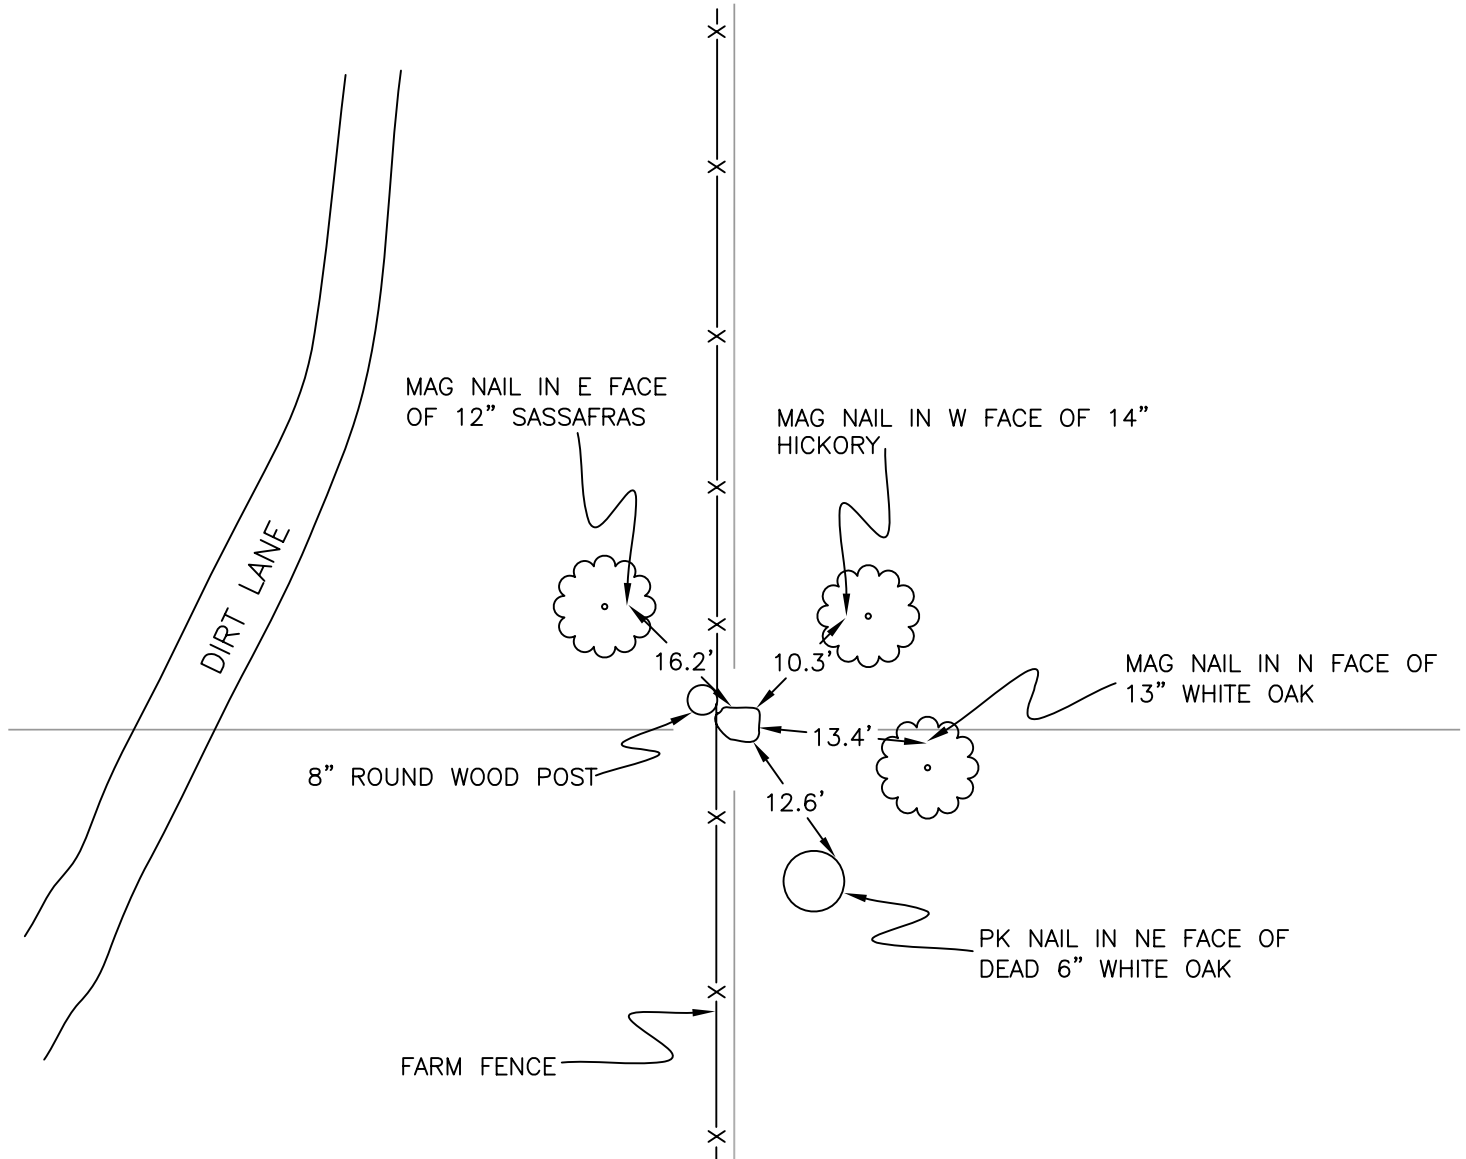 MAG NAIL IN E FACE
OF 12” SASSAFRAS
MAG NAIL IN W FACE OF 14”
HICKORY
DIRT LANE
16.2’
10.3’
MAG NAIL IN N FACE OF
13” WHITE OAK
13.4’
8” ROUND WOOD POST
12.6’
PK NAIL IN NE FACE OF
DEAD 6” WHITE OAK
FARM FENCE